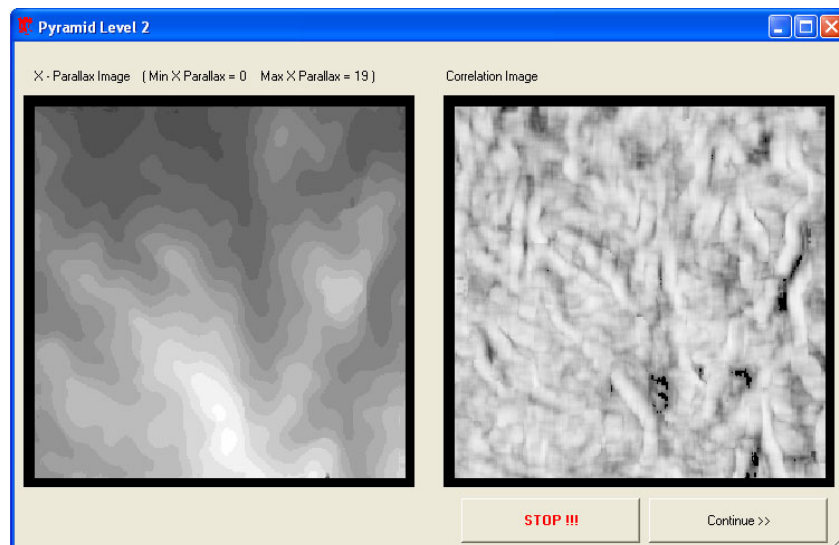 Pyramid Level 2
X - Parallax Image ( Min X Parallax = 0 Max X Parallax = 19 )
Correlation Image
STOP !!!
Continue >>